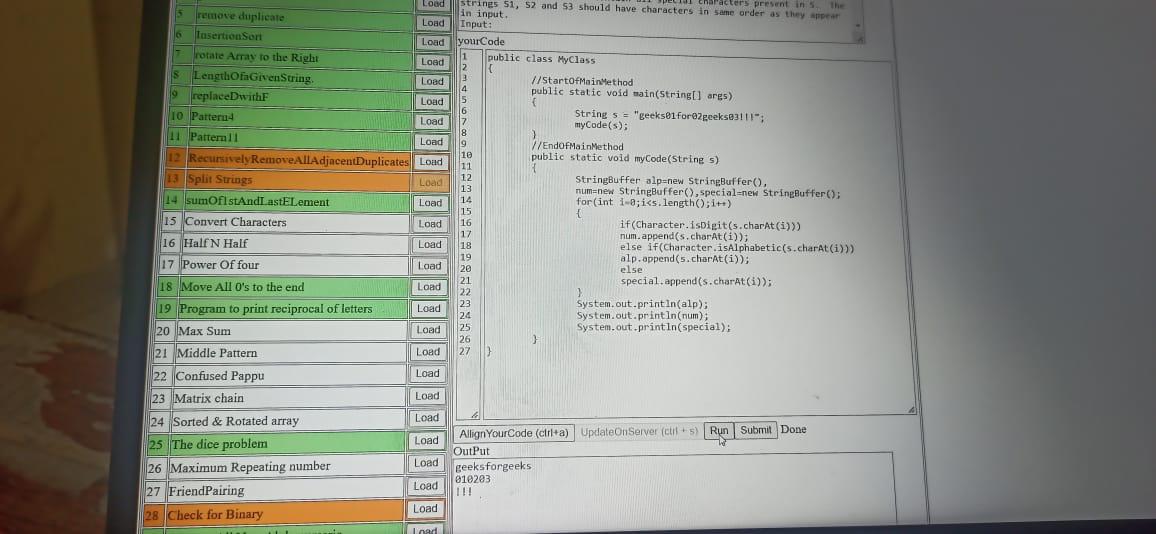 5 remove duplicate Load
6 InsertionSort Load
7 rotate Array to the Right Load
8 LengthOfaGivenString. Load
9 replaceDwithF Load
10 Pattern4 Load
11 Pattern11 Load
12 RecursivelyRemoveAllAdjacentDuplicates Load
13 Split Strings Load
14 sumOf1stAndLastELement Load
15 Convert Characters Load
16 Half N Half Load
17 Power Of four Load
18 Move All 0's to the end Load
19 Program to print reciprocal of letters Load
20 Max Sum Load
21 Middle Pattern Load
22 Confused Pappu Load
23 Matrix chain Load
24 Sorted & Rotated array Load
25 The dice problem Load
26 Maximum Repeating number Load
27 FriendPairing Load
28 Check for Binary Load
Load
strings S1, S2 and S3 should have characters in same order as they appear
in input.
Input:
yourCode
1 public class MyClass
2 {
3 //StartOfMainMethod
4 public static void main(String[] args)
5 {
6 String s = "geeks01for02geeks03!!!";
7 myCode(s);
8 }
9 //EndOfMainMethod
10 public static void myCode(String s)
11 {
12 StringBuffer alp=new StringBuffer(),
13 num=new StringBuffer(),special=new StringBuffer();
14 for(int i=0;i<s.length();i++)
15 {
16 if(Character.isDigit(s.charAt(i)))
17 num.append(s.charAt(i));
18 else if(Character.isAlphabetic(s.charAt(i)))
19 alp.append(s.charAt(i));
20 else
21 special.append(s.charAt(i));
22 }
23 System.out.println(alp);
24 System.out.println(num);
25 System.out.println(special);
26 }
27 }
AllignYourCode (ctrl+a) UpdateOnServer (ctrl + s) Run Submit Done
OutPut
geeksforgeeks
010203
!!!